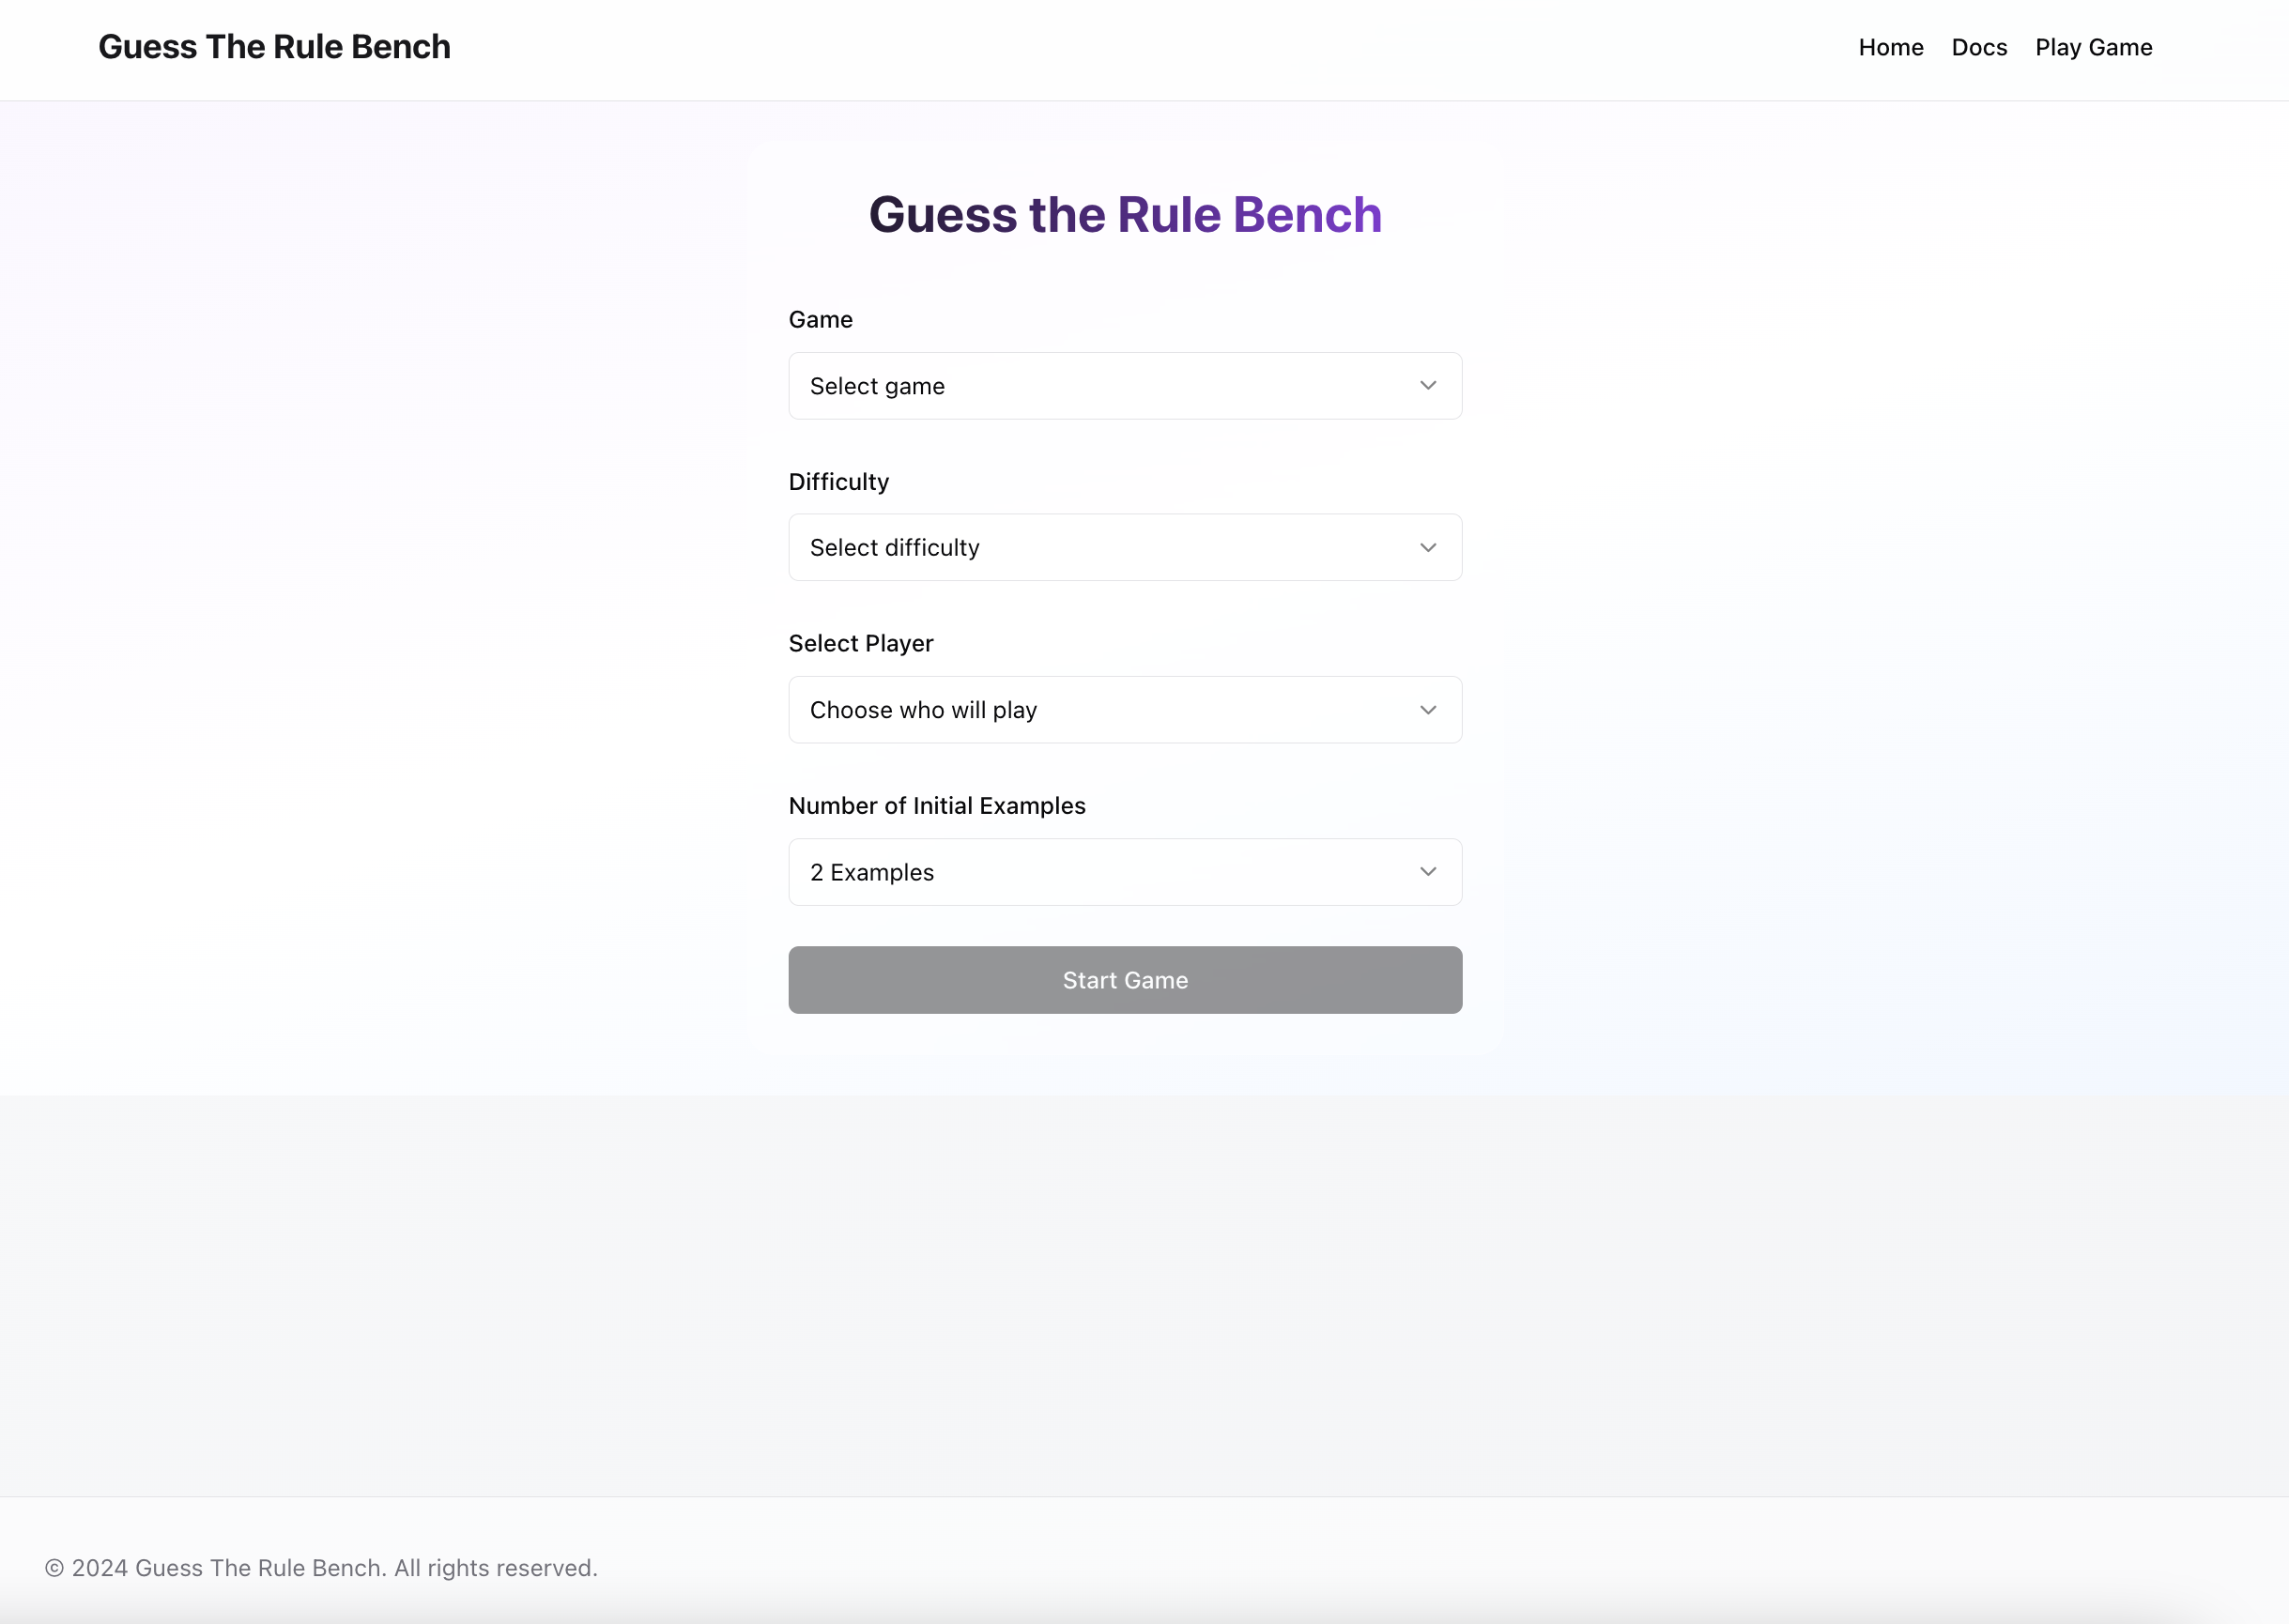 Guess The Rule Bench
Home Docs Play Game
Guess the Rule Bench
Game
Select game
Difficulty
Select difficulty
Select Player
Choose who will play
Number of Initial Examples
2 Examples
Start Game
© 2024 Guess The Rule Bench. All rights reserved.